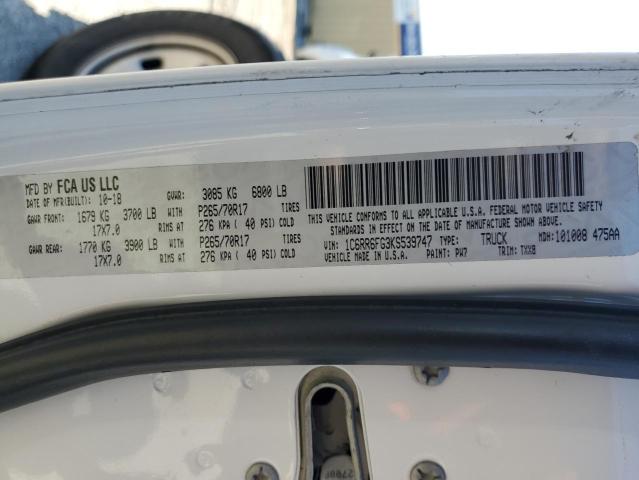 MFD BY FCA US LLC
DATE OF MFR(BUILT): 10-18 GVWR: 3085 KG 6800 LB
GAWR FRONT: 1679 KG 3700 LB WITH P265/70R17 TIRES
17X7.0 RIMS AT 276 KPA ( 40 PSI) COLD
GAWR REAR: 1770 KG 3900 LB WITH P265/70R17 TIRES
17X7.0 RIMS AT 276 KPA ( 40 PSI) COLD
THIS VEHICLE CONFORMS TO ALL APPLICABLE U.S.A. FEDERAL MOTOR VEHICLE SAFETY
STANDARDS IN EFFECT ON THE DATE OF MANUFACTURE SHOWN ABOVE.
VIN: 1C6RR6FG3KS539747 TYPE: TRUCK MDH:101008 475AA
VEHICLE MADE IN U.S.A. PAINT: PW7 TRIM: TXX8